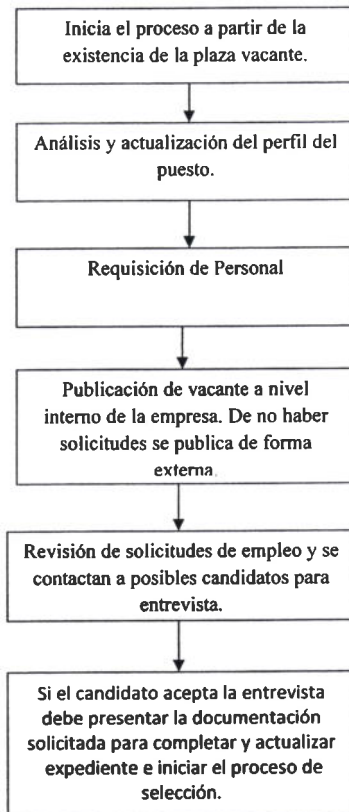 Inicia el proceso a partir de la
existencia de la plaza vacante.
Análisis y actualización del perfil del
puesto.
Requisición de Personal
Publicación de vacante a nivel
interno de la empresa. De no haber
solicitudes se publica de forma
externa.
Revisión de solicitudes de empleo y se
contactan a posibles candidatos para
entrevista.
Si el candidato acepta la entrevista
debe presentar la documentación
solicitada para completar y actualizar
expediente e iniciar el proceso de
selección.